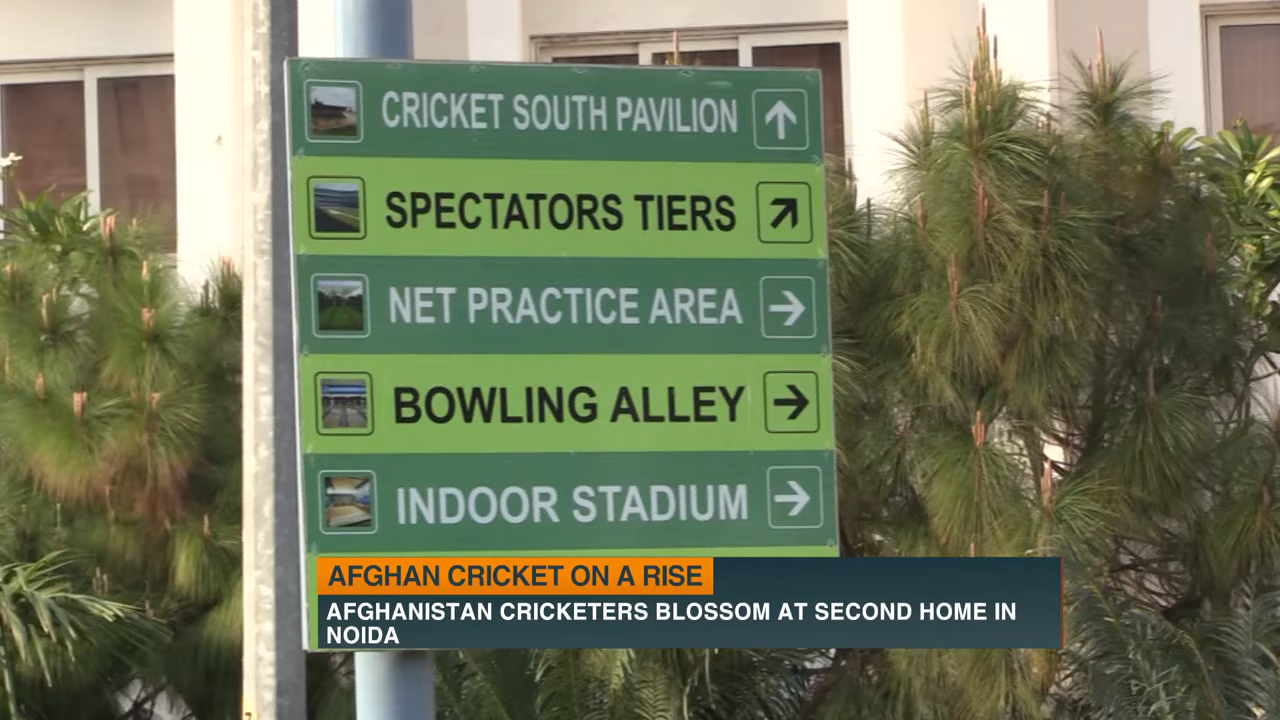 CRICKET SOUTH PAVILION
SPECTATORS TIERS
NET PRACTICE AREA
BOWLING ALLEY
INDOOR STADIUM
AFGHAN CRICKET ON A RISE
AFGHANISTAN CRICKETERS BLOSSOM AT SECOND HOME IN
NOIDA